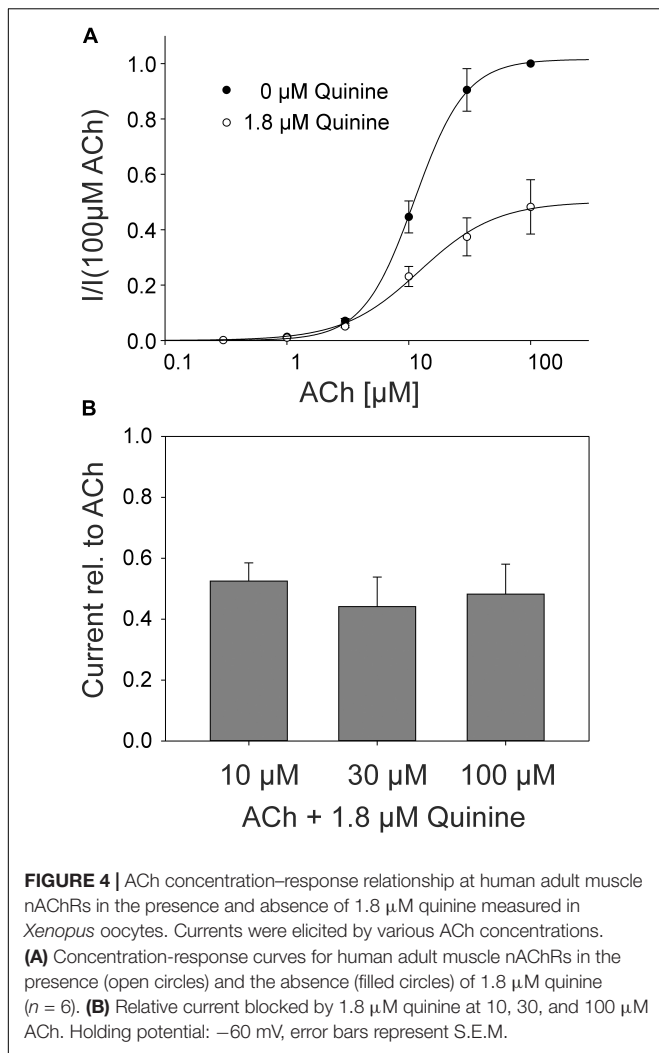 A
I/I(100µM ACh)
1.0
0.8
0.6
0.4
0.2
0.0
0 µM Quinine
1.8 µM Quinine
0.1 1 10 100
ACh [µM]
B
Current rel. to ACh
1.0
0.8
0.6
0.4
0.2
0.0
10 µM 30 µM 100 µM
ACh + 1.8 µM Quinine
FIGURE 4 | ACh concentration–response relationship at human adult muscle
nAChRs in the presence and absence of 1.8 µM quinine measured in
Xenopus oocytes. Currents were elicited by various ACh concentrations.
(A) Concentration-response curves for human adult muscle nAChRs in the
presence (open circles) and the absence (filled circles) of 1.8 µM quinine
(n = 6). (B) Relative current blocked by 1.8 µM quinine at 10, 30, and 100 µM
ACh. Holding potential: −60 mV, error bars represent S.E.M.